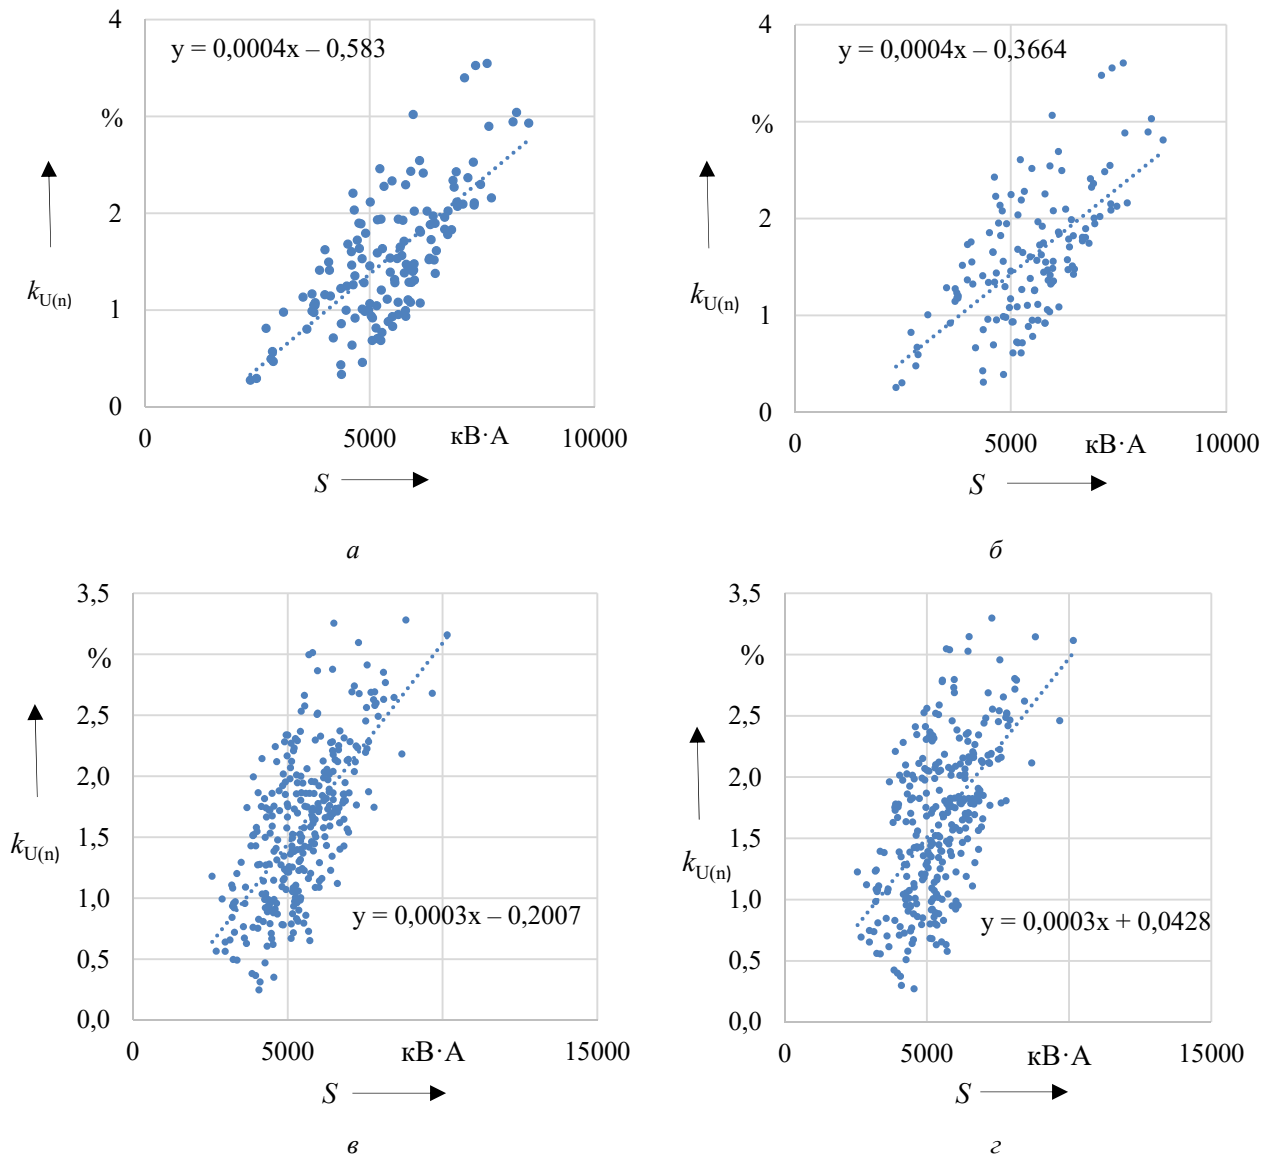 4
y = 0,0004x – 0,583
%
2
k U(n)
1
0
0
5000
кВ·А
10000
S
а
4
y = 0,0004x – 0,3664
%
2
k U(n)
1
0
0
5000
кВ·А
10000
S
б
3,5
%
2,5
2,0
1,5
k U(n)
1,0
y = 0,0003x – 0,2007
0,5
0,0
0
5000
кВ·А
15000
S
в
3,5
%
2,5
2,0
1,5
k U(n)
1,0
y = 0,0003x + 0,0428
0,5
0,0
0
5000
кВ·А
15000
S
г